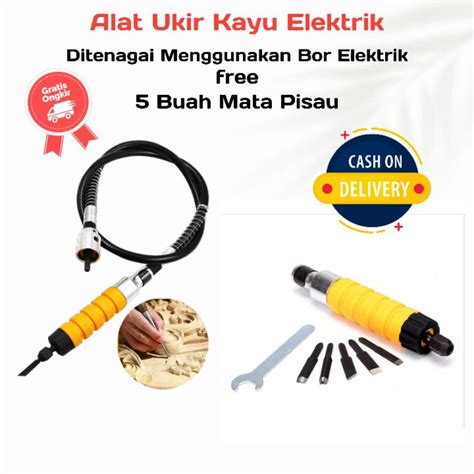 Alat Ukir Kayu Elektrik
Ditenagai Menggunakan Bor Elektrik
free
5 Buah Mata Pisau
Gratis
Ongkir
CASH ON
DELIVERY